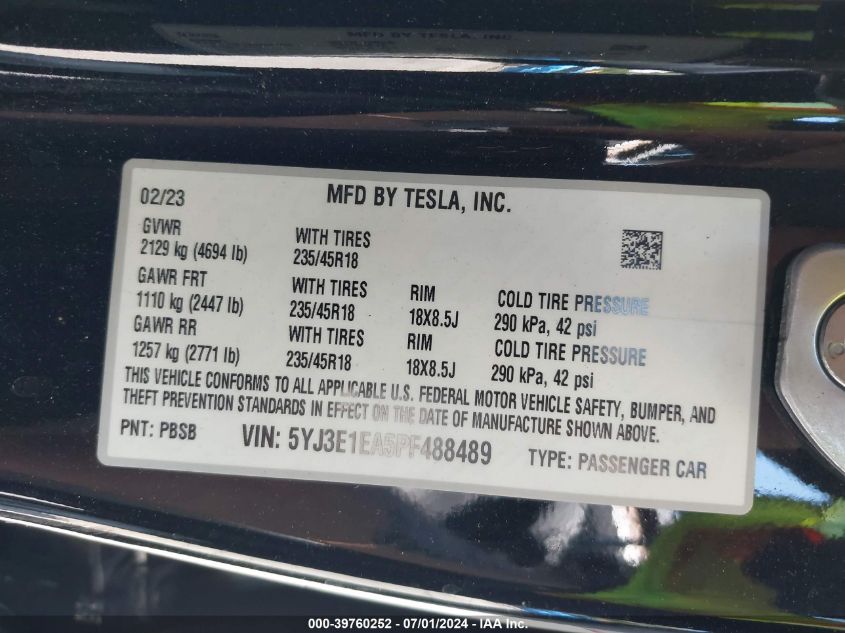 MFD BY TESLA, INC.
02/23 MFD BY TESLA, INC.
GVWR
2129 kg (4694 lb) WITH TIRES 235/45R18
GAWR FRT
1110 kg (2447 lb) WITH TIRES 235/45R18 RIM 18X8.5J COLD TIRE PRESSURE 290 kPa, 42 psi
GAWR RR
1257 kg (2771 lb) WITH TIRES 235/45R18 RIM 18X8.5J COLD TIRE PRESSURE 290 kPa, 42 psi
THIS VEHICLE CONFORMS TO ALL APPLICABLE U.S. FEDERAL MOTOR VEHICLE SAFETY, BUMPER, AND
THEFT PREVENTION STANDARDS IN EFFECT ON THE DATE OF MANUFACTURE SHOWN ABOVE.
PNT: PBSB VIN: 5YJ3E1EA5PF488489 TYPE: PASSENGER CAR
000-39760252 - 07/01/2024 - IAA Inc.